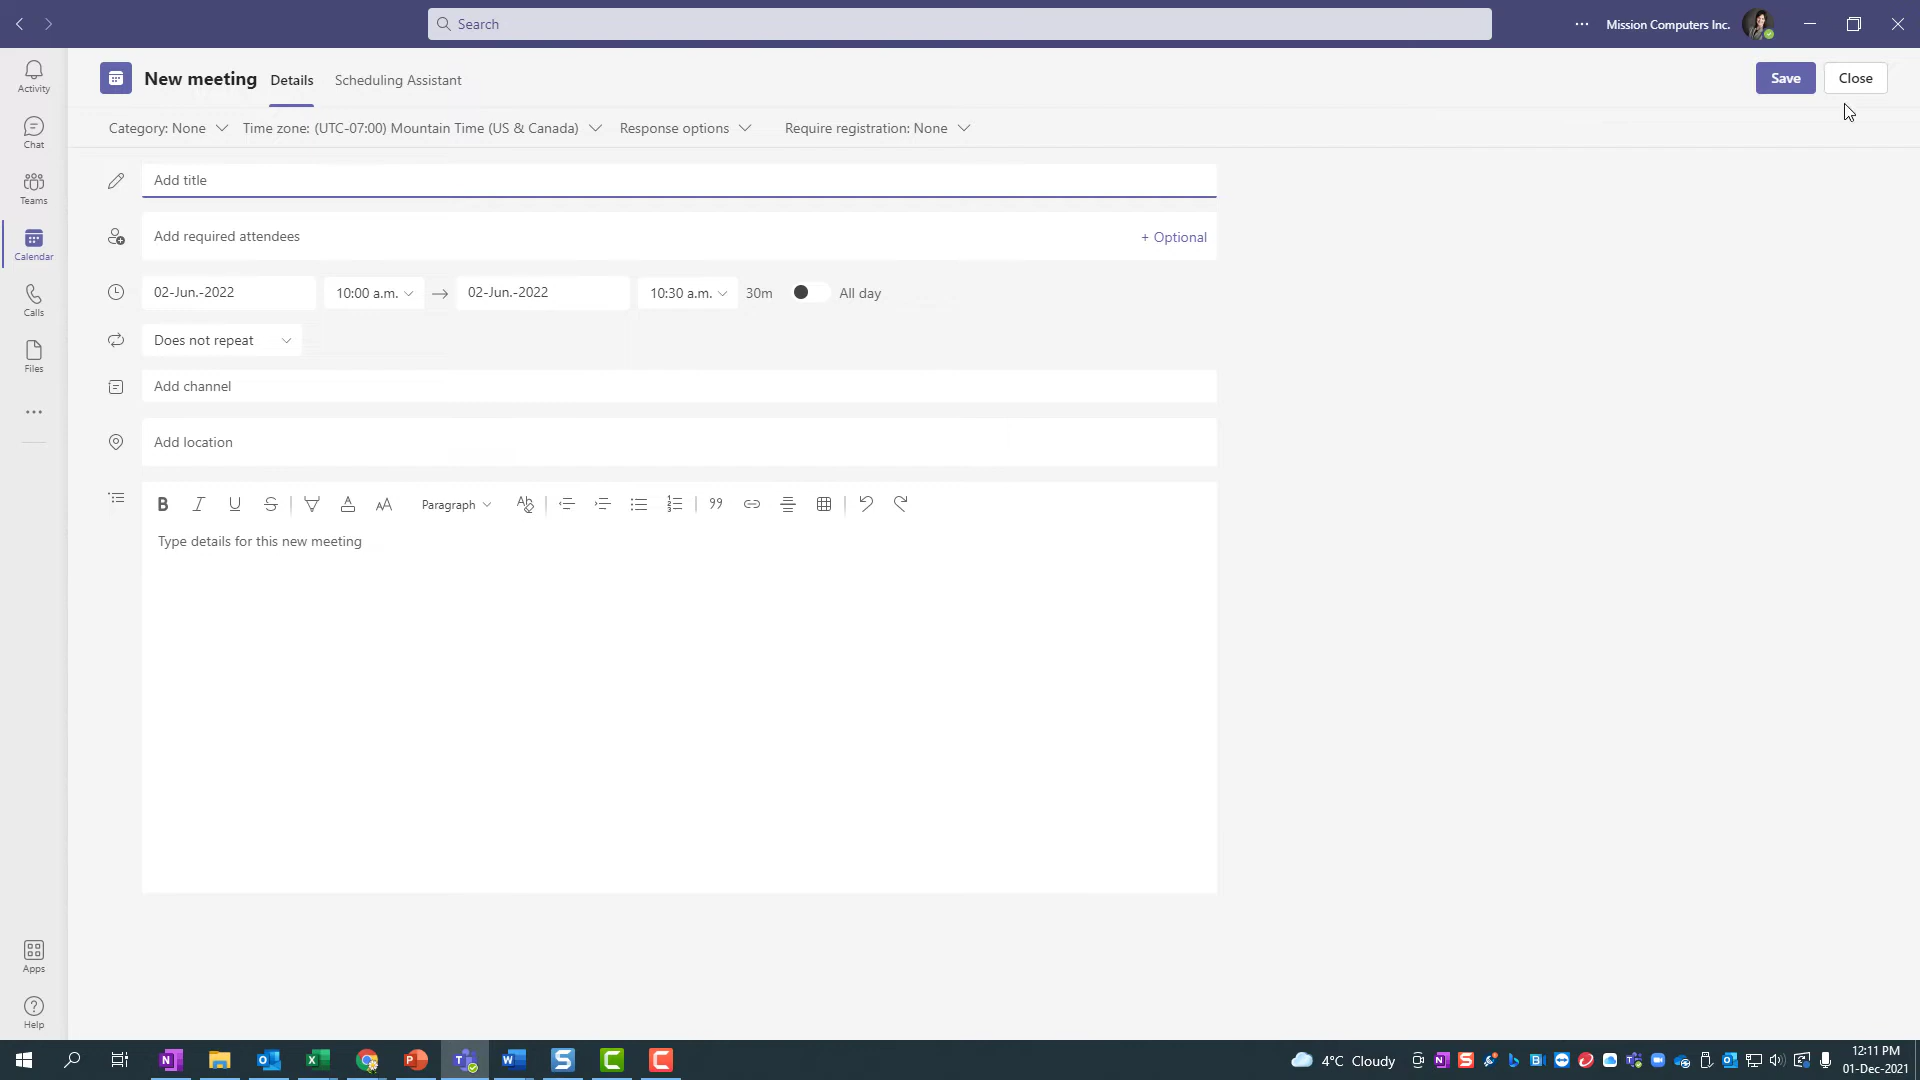 Search
Mission Computers Inc.
Activity
Chat
Teams
Calendar
Calls
Files
Apps
Help
New meeting Details Scheduling Assistant
Save Close
Category: None Time zone: (UTC-07:00) Mountain Time (US & Canada) Response options Require registration: None
Add title
Add required attendees + Optional
02-Jun.-2022 10:00 a.m. 02-Jun.-2022 10:30 a.m. 30m All day
Does not repeat
Add channel
Add location
Paragraph
Type details for this new meeting
4°C Cloudy
12:11 PM
01-Dec-2021